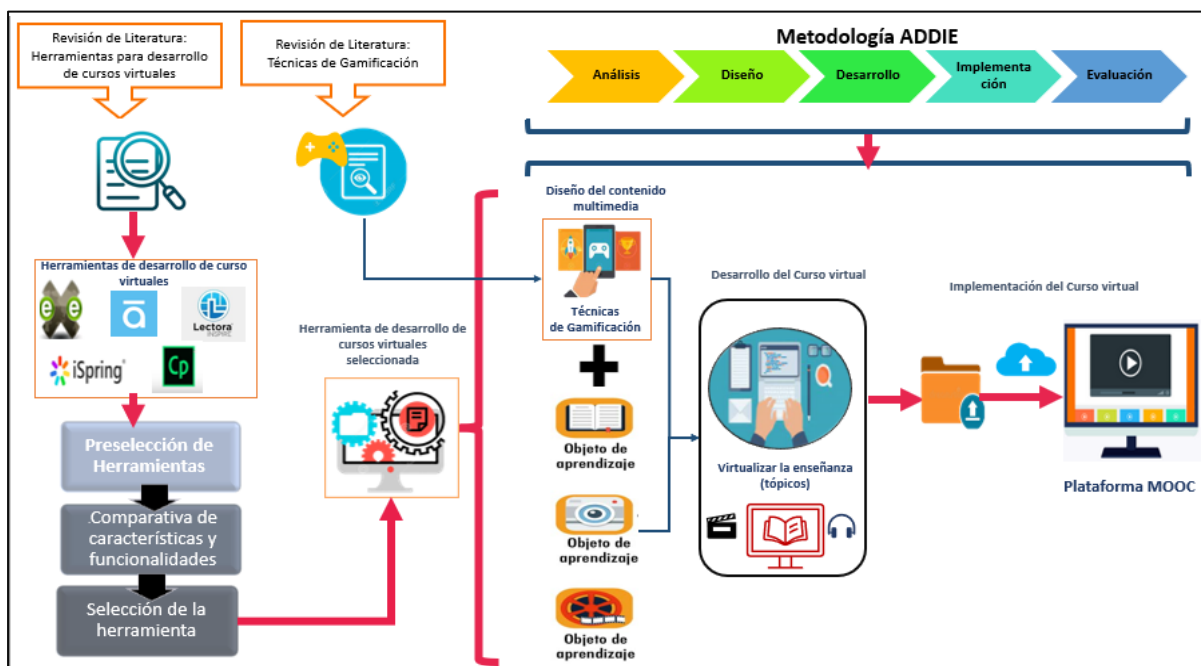 Revisión de Literatura:
Herramientas para desarrollo
de cursos virtuales
Revisión de Literatura:
Técnicas de Gamificación
Metodología ADDIE
Análisis
Diseño
Desarrollo
Implementa
ción
Evaluación
Herramientas de desarrollo de curso
virtuales
eXe
a
Lectora
INSPIRE
iSpring
Cp
Preselección de
Herramientas
Comparativa de
características y
funcionalidades
Selección de la
herramienta
Herramienta de desarrollo de
cursos virtuales
seleccionada
Diseño del contenido
multimedia
Técnicas
de Gamificación
Objeto de
aprendizaje
Objeto de
aprendizaje
Objeto de
aprendizaje
Desarrollo del Curso virtual
Virtualizar la enseñanza
(tópicos)
Implementación del Curso virtual
Plataforma MOOC